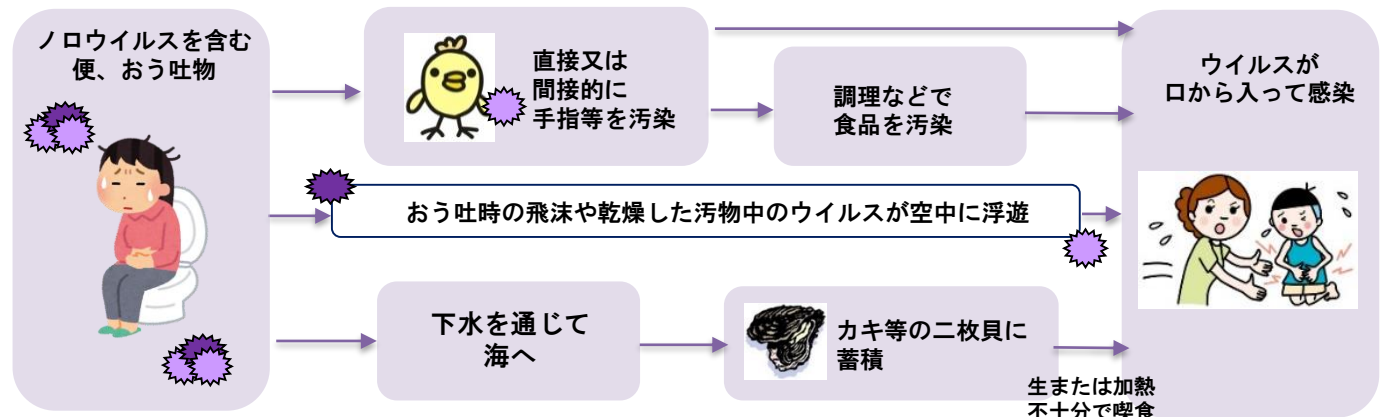 ノロウイルスを含む
便、おう吐物
直接又は
間接的に
手指等を汚染
調理などで
食品を汚染
ウイルスが
口から入って感染
おう吐時の飛沫や乾燥した汚物中のウイルスが空中に浮遊
下水を通じて
海へ
カキ等の二枚貝に
蓄積
生または加熱
不十分で喫食